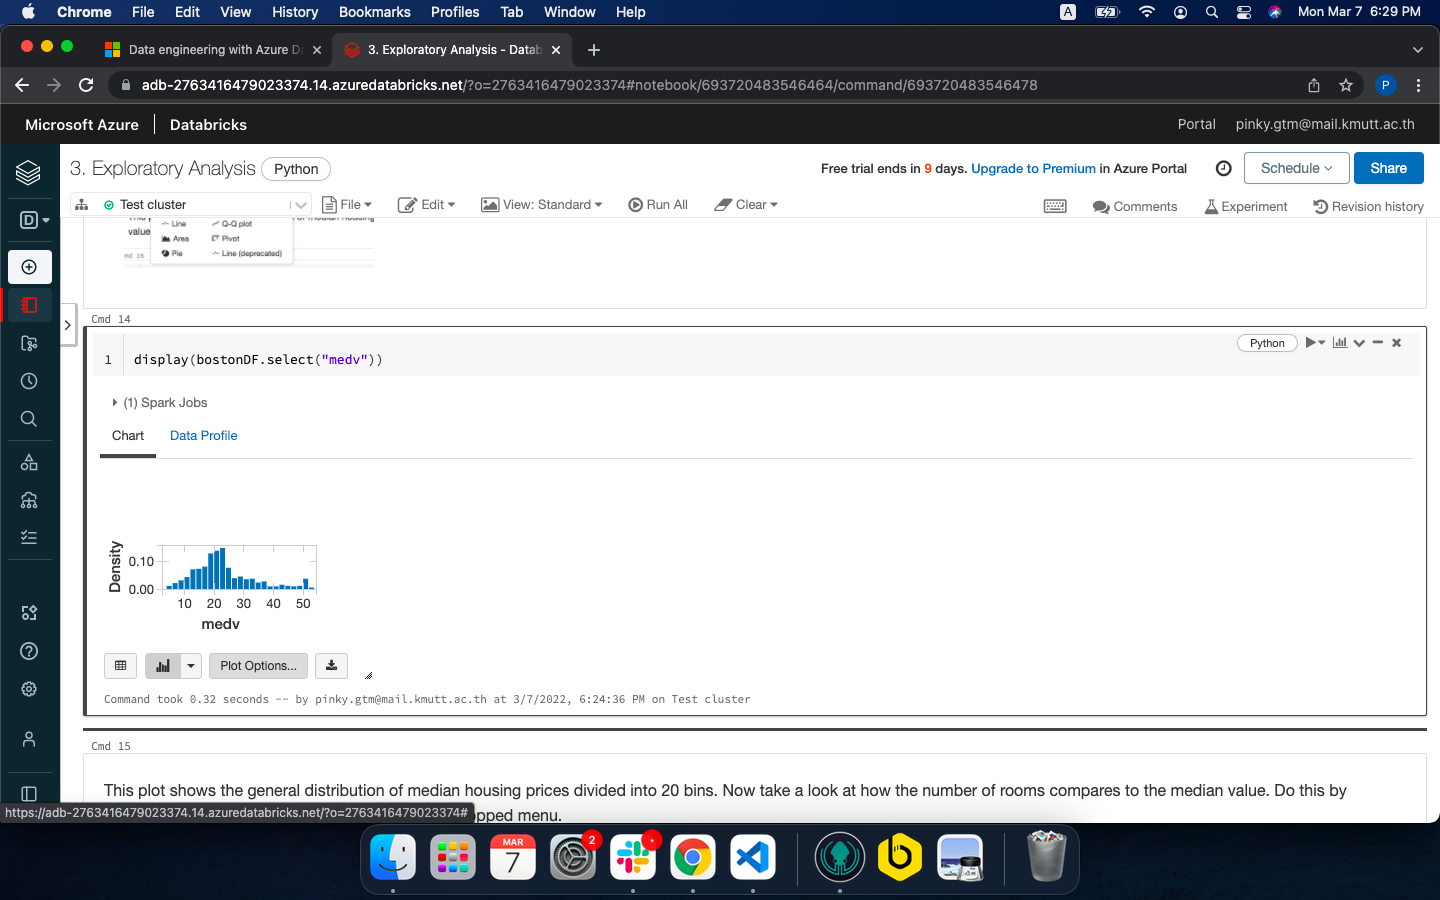 Chrome File Edit View History Bookmarks Profiles Tab Window Help A Mon Mar 7 6:29 PM
Data engineering with Azure Da 3. Exploratory Analysis - Datab
adb-2763416479023374.14.azuredatabricks.net/?o=2763416479023374#notebook/693720483546464/command/693720483546478 P
Microsoft Azure Databricks Portal pinky.gtm@mail.kmutt.ac.th
3. Exploratory Analysis Python Free trial ends in 9 days. Upgrade to Premium in Azure Portal Schedule Share
D Test cluster File Edit View: Standard Run All Clear Comments Experiment Revision history
value
Line Q-Q plot
Area Pivot
Pie Line (deprecated)
Cmd 14
Python
1 display(bostonDF.select("medv"))
(1) Spark Jobs
Chart Data Profile
Density
0.10
0.00
10 20 30 40 50
medv
Plot Options...
Command took 0.32 seconds -- by pinky.gtm@mail.kmutt.ac.th at 3/7/2022, 6:24:36 PM on Test cluster
Cmd 15
This plot shows the general distribution of median housing prices divided into 20 bins. Now take a look at how the number of rooms compares to the median value. Do this by
pped menu.
https://adb-2763416479023374.14.azuredatabricks.net/?o=2763416479023374#
MAR
7
2